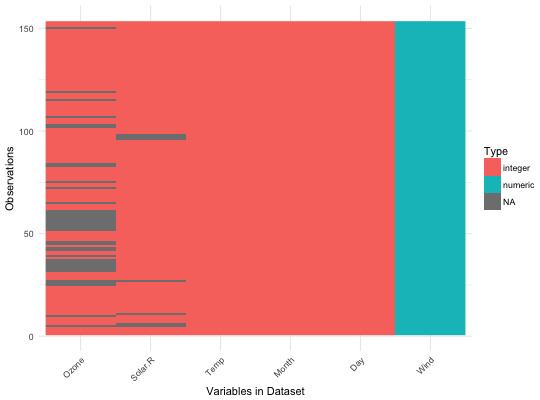 150
100
50
0
Observations
Ozone
Solar.R
Temp
Month
Day
Wind
Variables in Dataset
Type
integer
numeric
NA